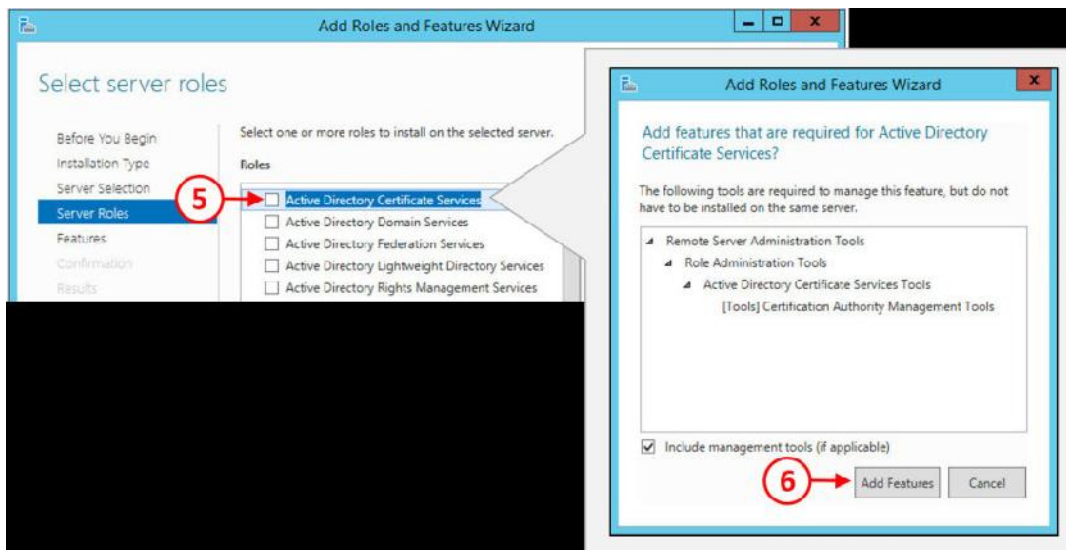 Add Roles and Features Wizard
Select server roles
Before You Begin
Installation Type
Server Selection
Server Roles
Features
Confirmation
Results
Select one or more roles to install on the selected server.
Roles
5
Active Directory Certificate Services
Active Directory Domain Services
Active Directory Federation Services
Active Directory Lightweight Directory Services
Active Directory Rights Management Services
Add Roles and Features Wizard
x
Add features that are required for Active Directory
Certificate Services?
The following tools are required to manage this feature, but do not
have to be installed on the same server.
Remote Server Administration Tools
Role Administration Tools
Active Directory Certificate Services Tools
[Tools] Certification Authority Management Tools
Include management tools (if applicable)
6
Add Features
Cancel